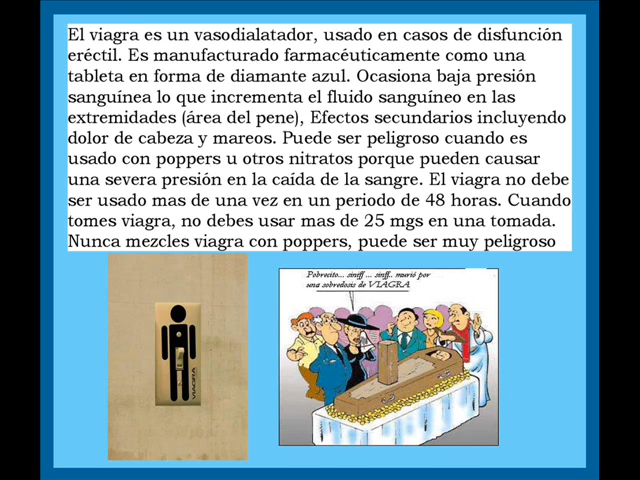 El viagra es un vasodialatador, usado en casos de disfunción
eréctil. Es manufacturado farmacéuticamente como una
tableta en forma de diamante azul. Ocasiona baja presión
sanguínea lo que incrementa el fluido sanguíneo en las
extremidades (área del pene), Efectos secundarios incluyendo
dolor de cabeza y mareos. Puede ser peligroso cuando es
usado con poppers u otros nitratos porque pueden causar
una severa presión en la caída de la sangre. El viagra no debe
ser usado mas de una vez en un periodo de 48 horas. Cuando
tomes viagra, no debes usar mas de 25 mgs en una tomada.
Nunca mezcles viagra con poppers, puede ser muy peligroso
VIAGRA
Pobrecito... siniff ... sinff.. murió por
una sobredosis de VIAGRA